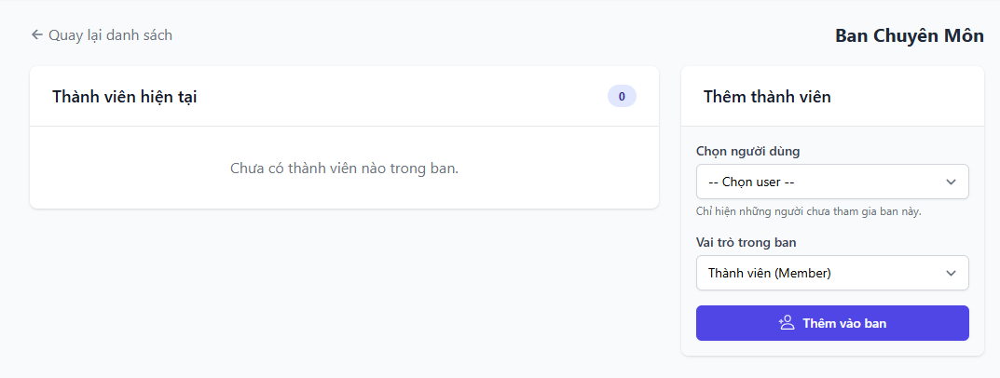 Quay lại danh sách
Ban Chuyên Môn
Thành viên hiện tại
0
Chưa có thành viên nào trong ban.
Thêm thành viên
Chọn người dùng
-- Chọn user --
Chỉ hiện những người chưa tham gia ban này.
Vai trò trong ban
Thành viên (Member)
Thêm vào ban